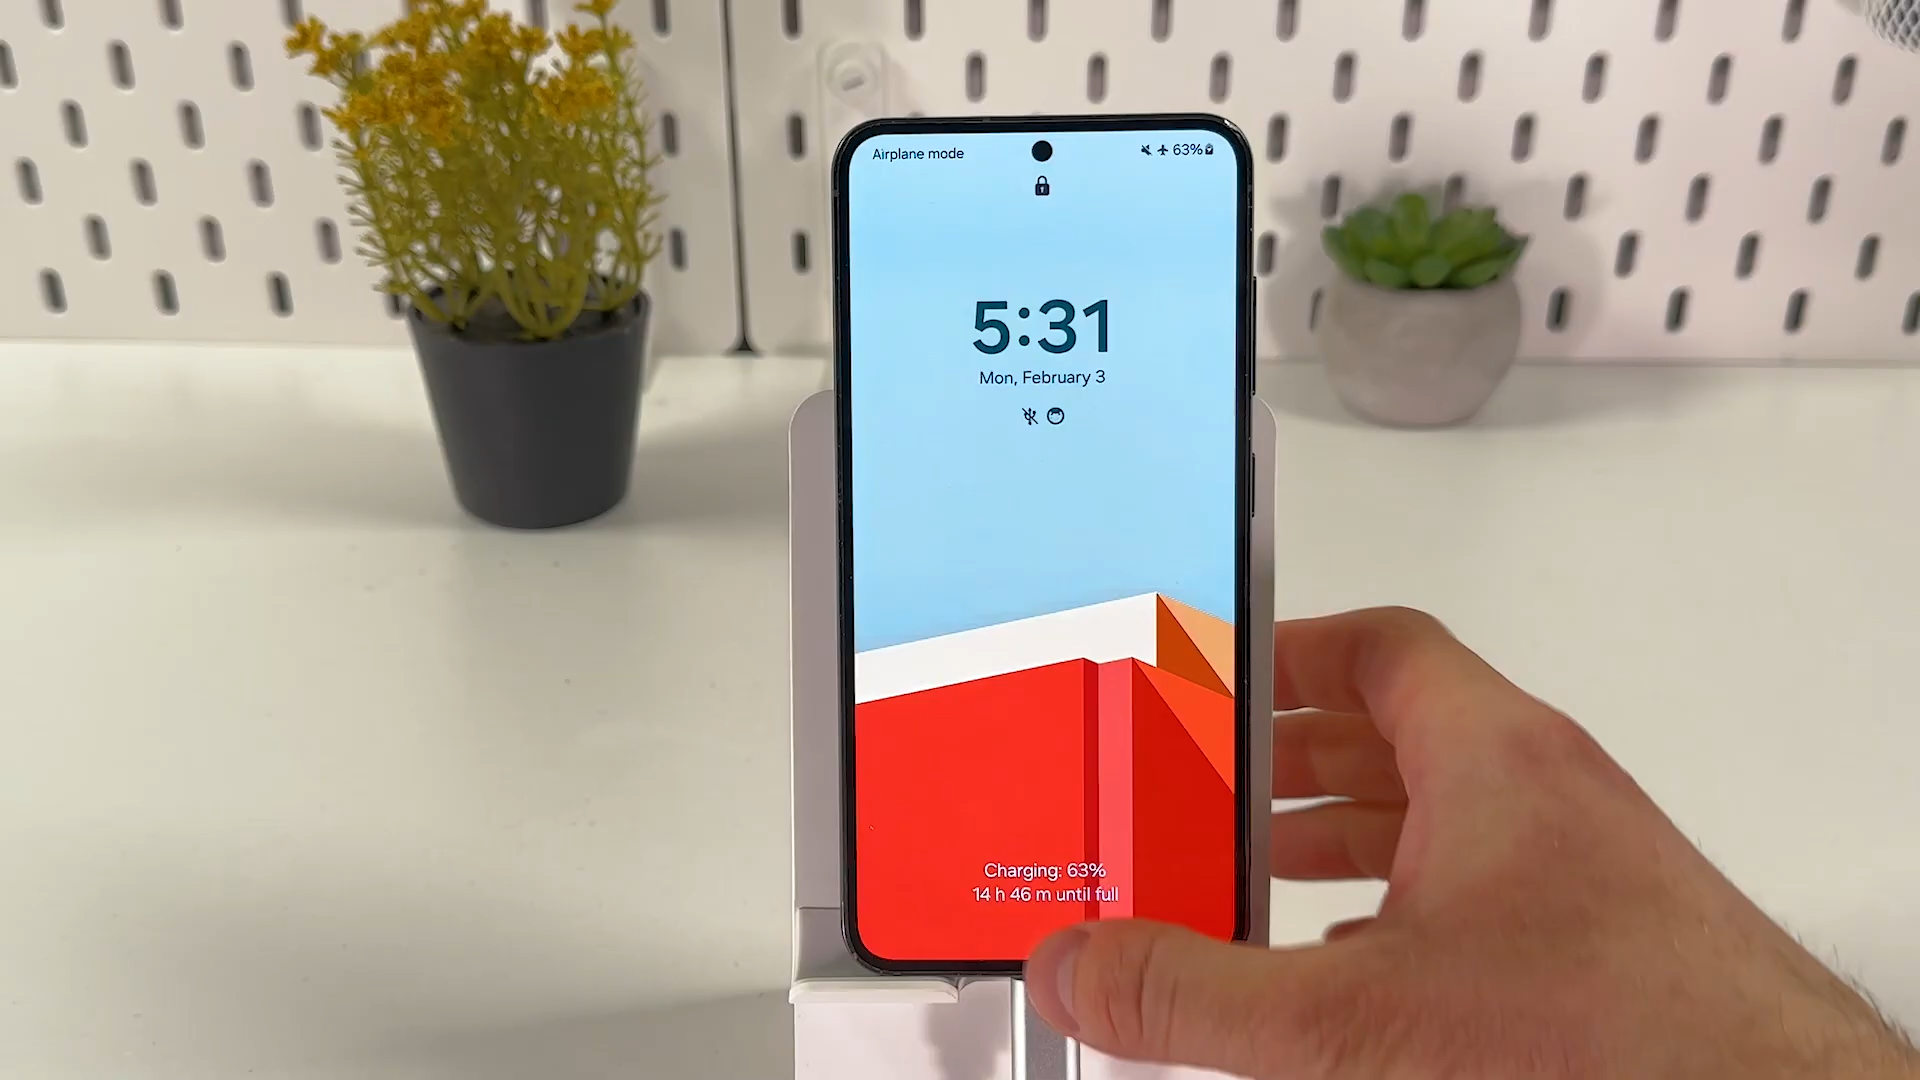 Airplane mode
63%
5:31
Mon, February 3
Charging: 63%
14 h 46 m until full